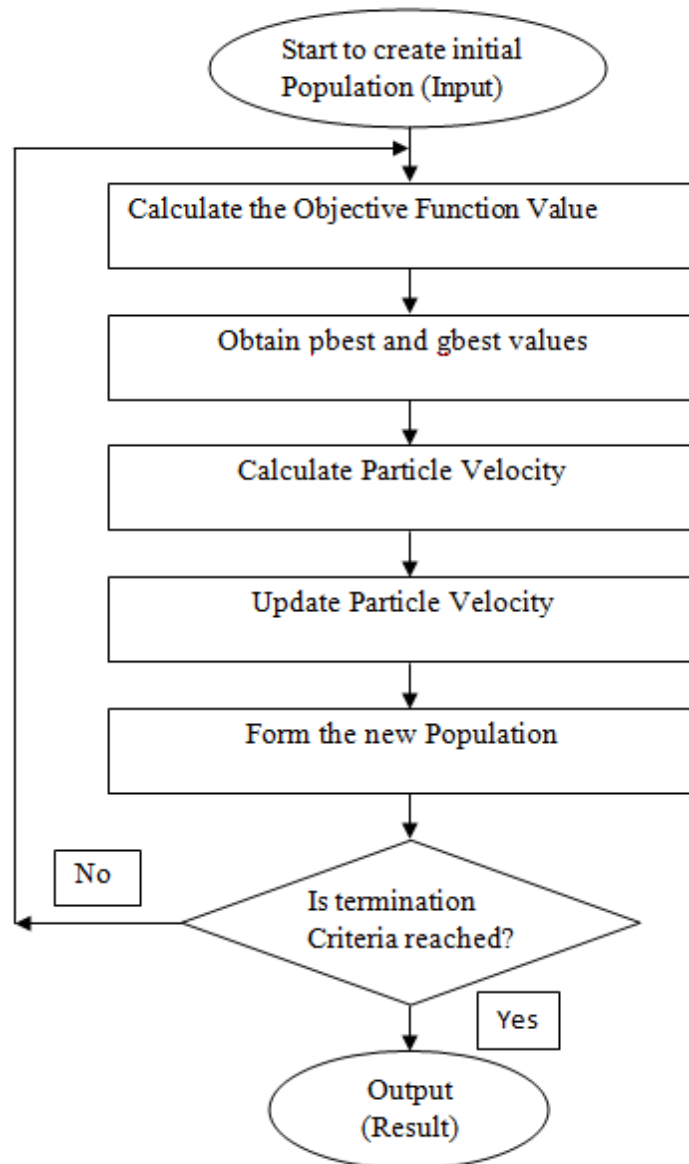 Start to create initial
Population (Input)
Calculate the Objective Function Value
Obtain pbest and gbest values
Calculate Particle Velocity
Update Particle Velocity
Form the new Population
No
Is termination
Criteria reached?
Yes
Output
(Result)